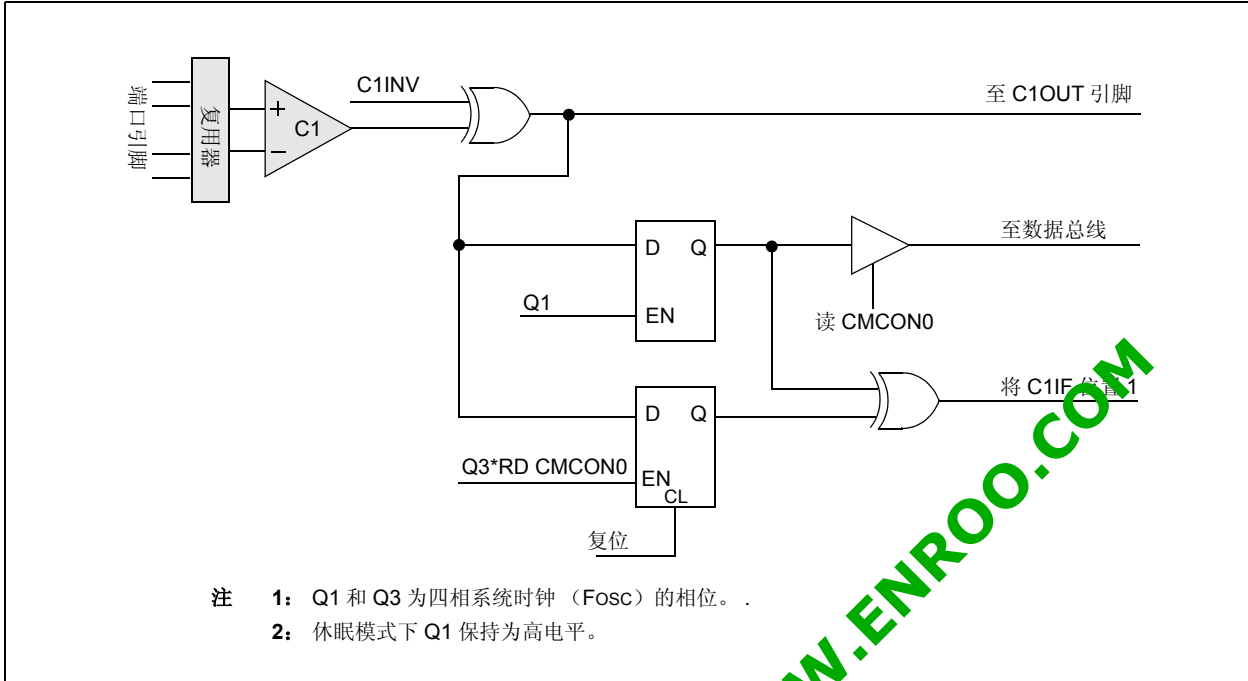 端口引脚
复用器
+
−
C1
C1INV
至 C1OUT 引脚
D Q
Q1
EN
至数据总线
读 CMCON0
D Q
Q3*RD CMCON0
EN
CL
复位
将 C1IF 位置 1
注 1： Q1 和 Q3 为四相系统时钟 （Fosc）的相位。 .
2： 休眠模式下 Q1 保持为高电平。
W.ENROO.COM